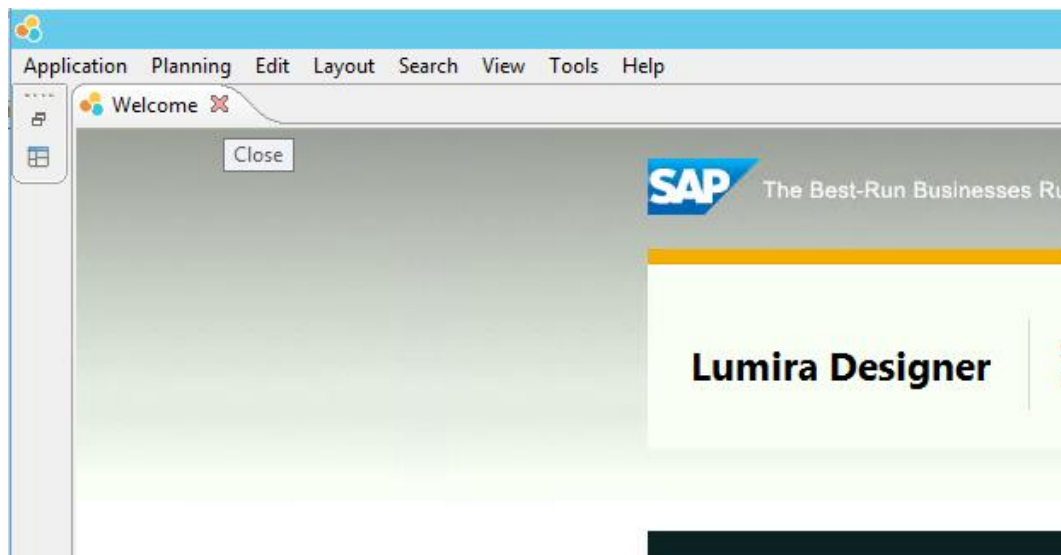 Application Planning Edit Layout Search View Tools Help
Welcome
Close
SAP The Best-Run Businesses
Lumira Designer